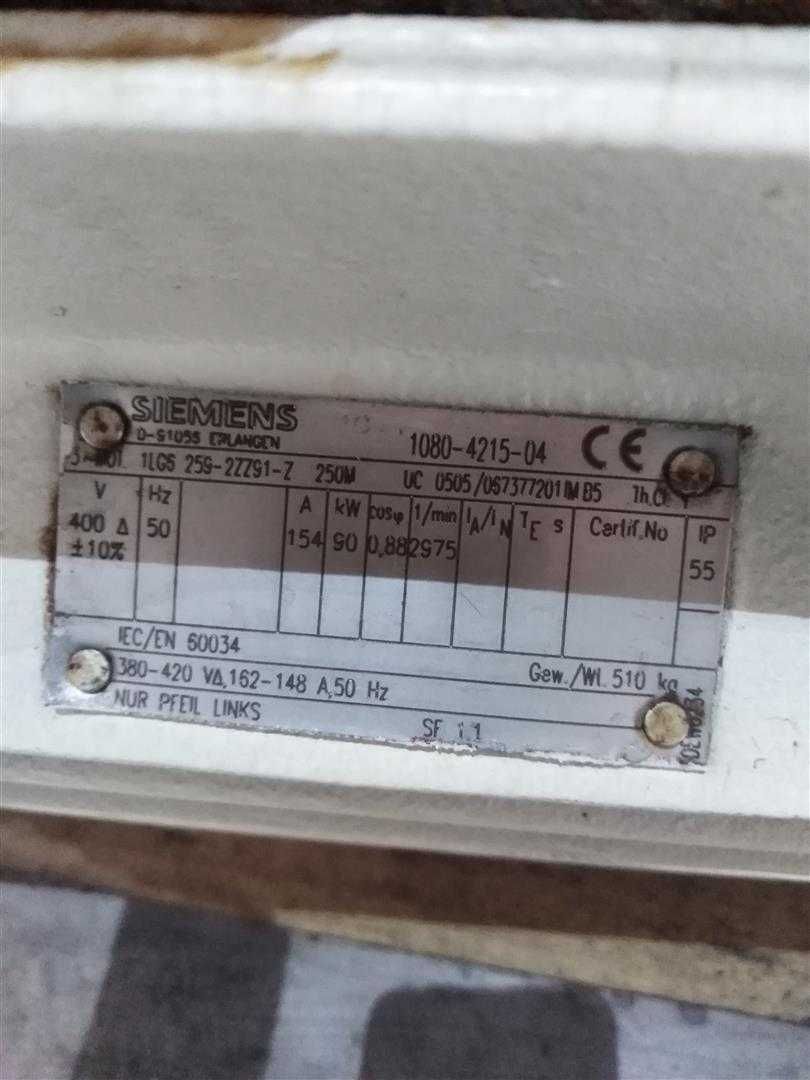 SIEMENS
D-91056 ERLANGEN
1080-4215-04 CE
1LG6 259-2ZZ91-Z 250M UC 0505/067377201 IM B5 Th.Cl.
V Hz A kW cosφ 1/min IA/IN TE s Certif.No IP
400 Δ 50 154 90 0,88 2975 55
±10%
IEC/EN 60034
380-420 VΔ,162-148 A,50 Hz Gew./Wt. 510 kg
NUR PFEIL LINKS SF 1.1